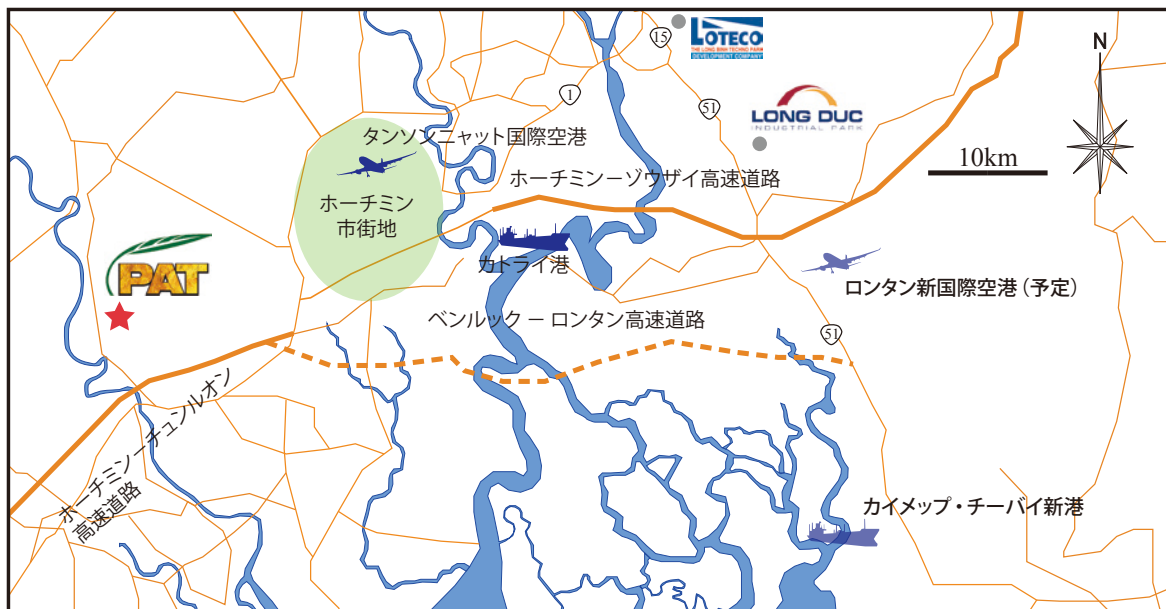 15
LOTECO
THE LONG BINH TECHNO PARK
DEVELOPMENT COMPANY
N
1
51
LONG DUC
INDUSTRIAL PARK
タンソンニャット国際空港
10km
ホーチミンーゾウザイ高速道路
ホーチミン
市街地
PAT
カトライ港
ロンタン新国際空港（予定）
ベンルック ー ロンタン高速道路
51
ホーチミンーチュンルオン
高速道路
カイメップ・チーバイ新港